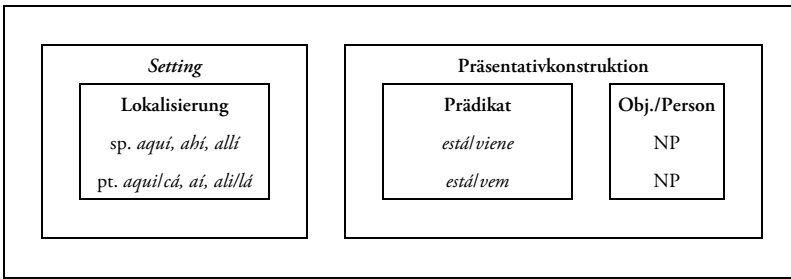 Setting Präsentativkonstruktion
Lokalisierung Prädikat Obj./Person
sp. aquí, ahí, allí está/viene NP
pt. aqui/cá, aí, ali/lá está/vem NP